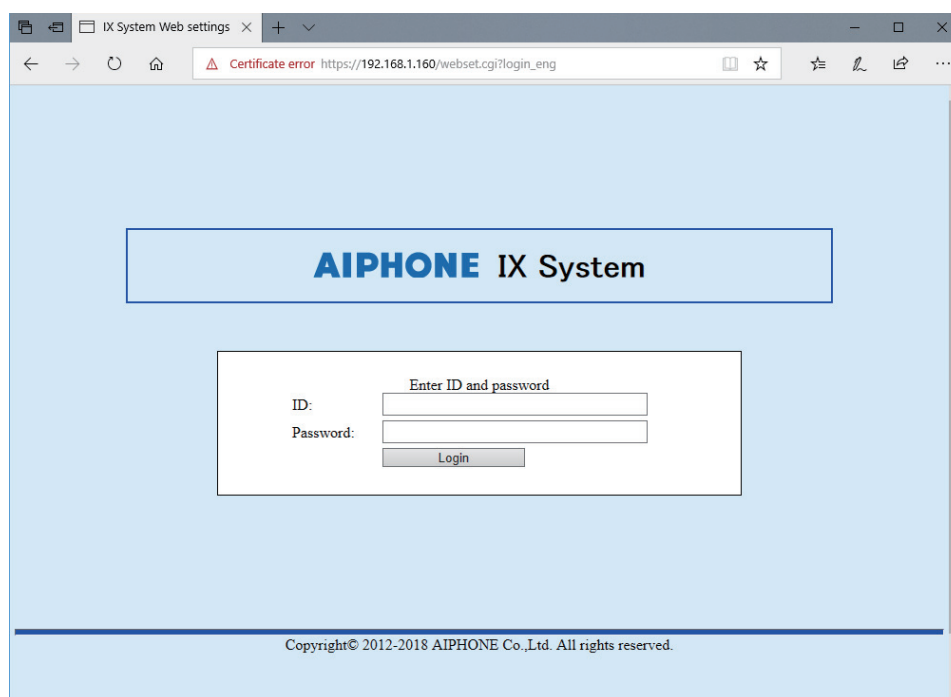 IX System Web settings
Certificate error https://192.168.1.160/webset.cgi?login_eng
AIPHONE IX System
Enter ID and password
ID:
Password:
Login
Copyright© 2012-2018 AIPHONE Co.,Ltd. All rights reserved.